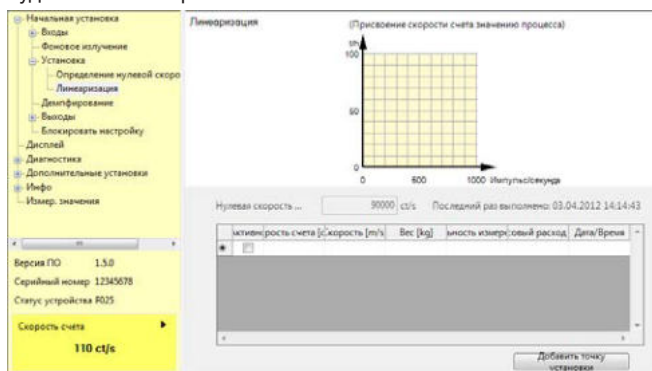 Начальная установка
Входы
Фоновое излучение
Установка
Определение нулевой скоро
Линеаризация
Демпфирование
Выходы
Блокировать настройку
Дисплей
Диагностика
Дополнительные установки
Инфо
Измер. значения
Версия ПО 1.5.0
Серийный номер 12345678
Статус устройства F025
Скорость счета
110 ct/s
Линеаризация
(Присвоение скорости счета значению процесса)
t/h
100
50
0
0 500 1000 Импульс/секунда
Нулевая скорость ... 90000 ct/s Последний раз выполнено: 03.04.2012 14:14:43
ктивн рость счета [c корость [m/s Вес [kg] ьность измере совый расход Дата/Время
Добавить точку
установки